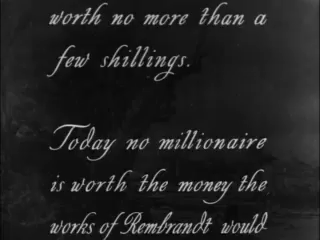 worth no more than a
few shillings.
Today no millionaire
is worth the money the
works of Rembrandt would